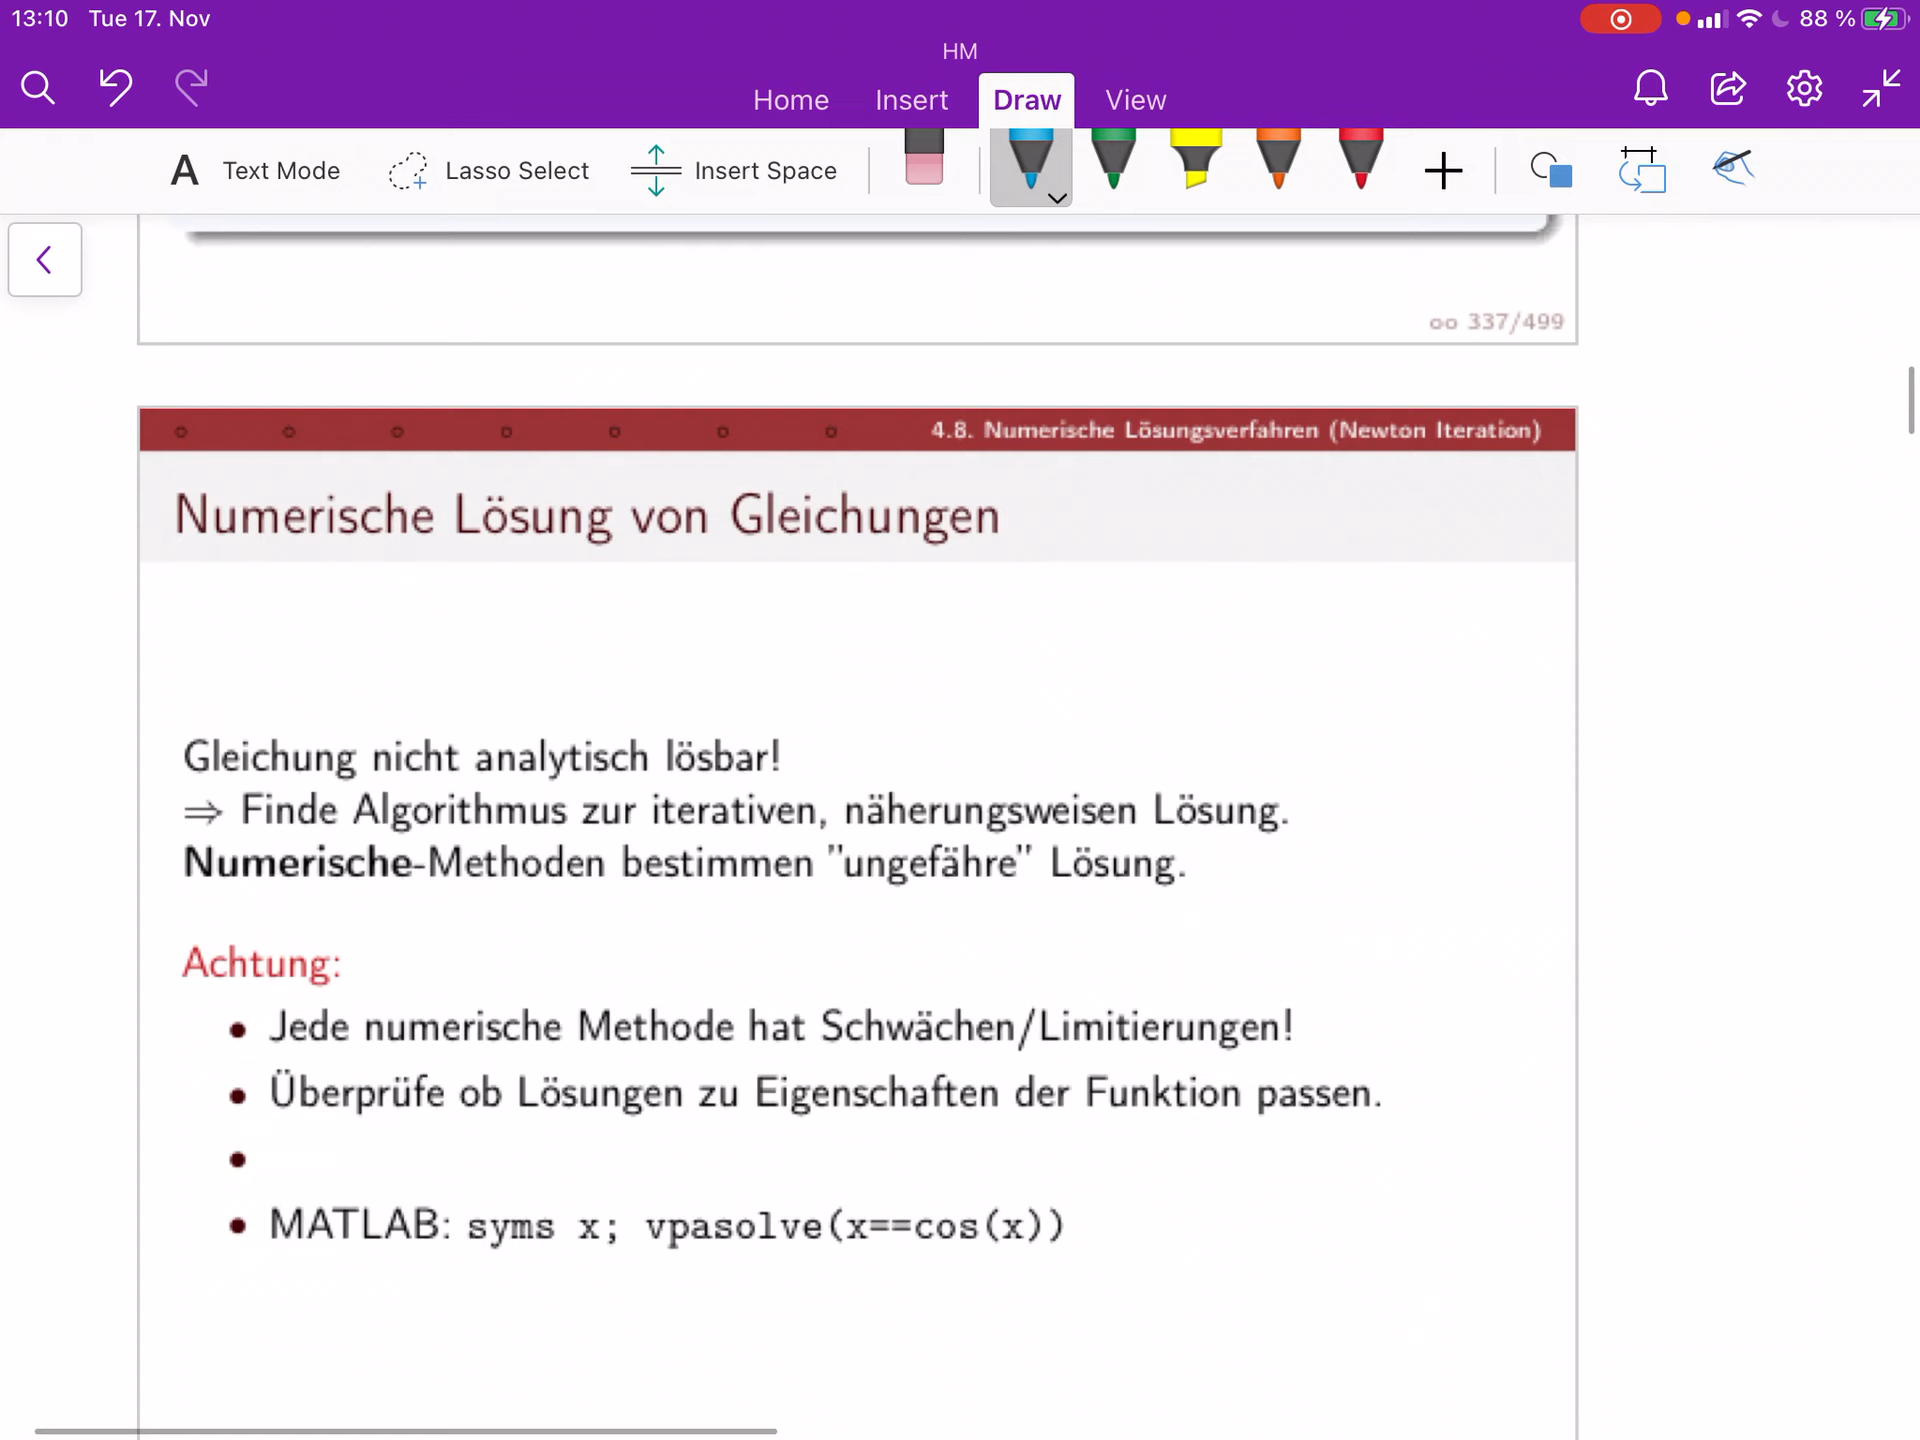 13:10 Tue 17. Nov
88 %
HM
Home Insert Draw View
A Text Mode Lasso Select Insert Space
oo 337/499
4.8. Numerische Lösungsverfahren (Newton Iteration)
Numerische Lösung von Gleichungen
Gleichung nicht analytisch lösbar!
⇒ Finde Algorithmus zur iterativen, näherungsweisen Lösung.
Numerische-Methoden bestimmen "ungefähre" Lösung.
Achtung:
• Jede numerische Methode hat Schwächen/Limitierungen!
• Überprüfe ob Lösungen zu Eigenschaften der Funktion passen.
•
• MATLAB: syms x; vpasolve(x==cos(x))